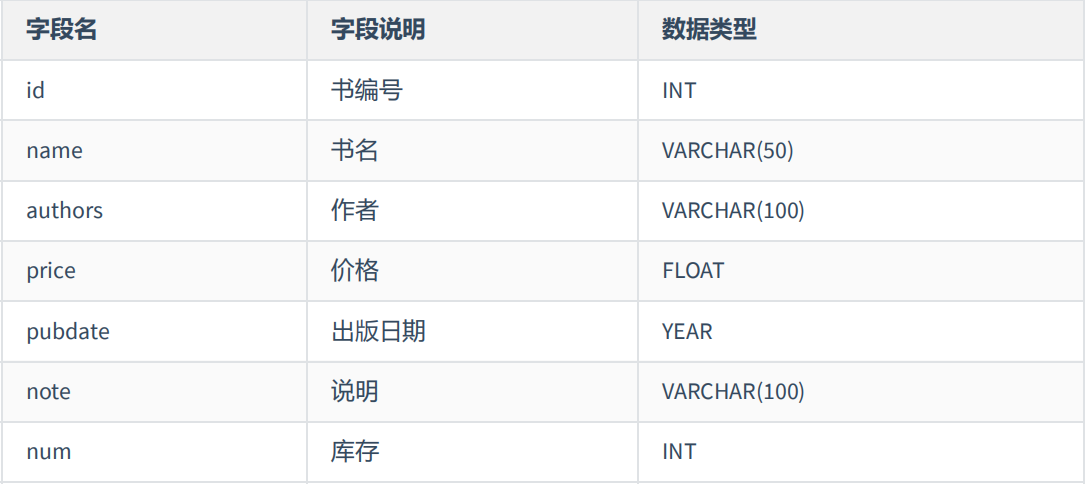 字段名 字段说明 数据类型
id 书编号 INT
name 书名 VARCHAR(50)
authors 作者 VARCHAR(100)
price 价格 FLOAT
pubdate 出版日期 YEAR
note 说明 VARCHAR(100)
num 库存 INT